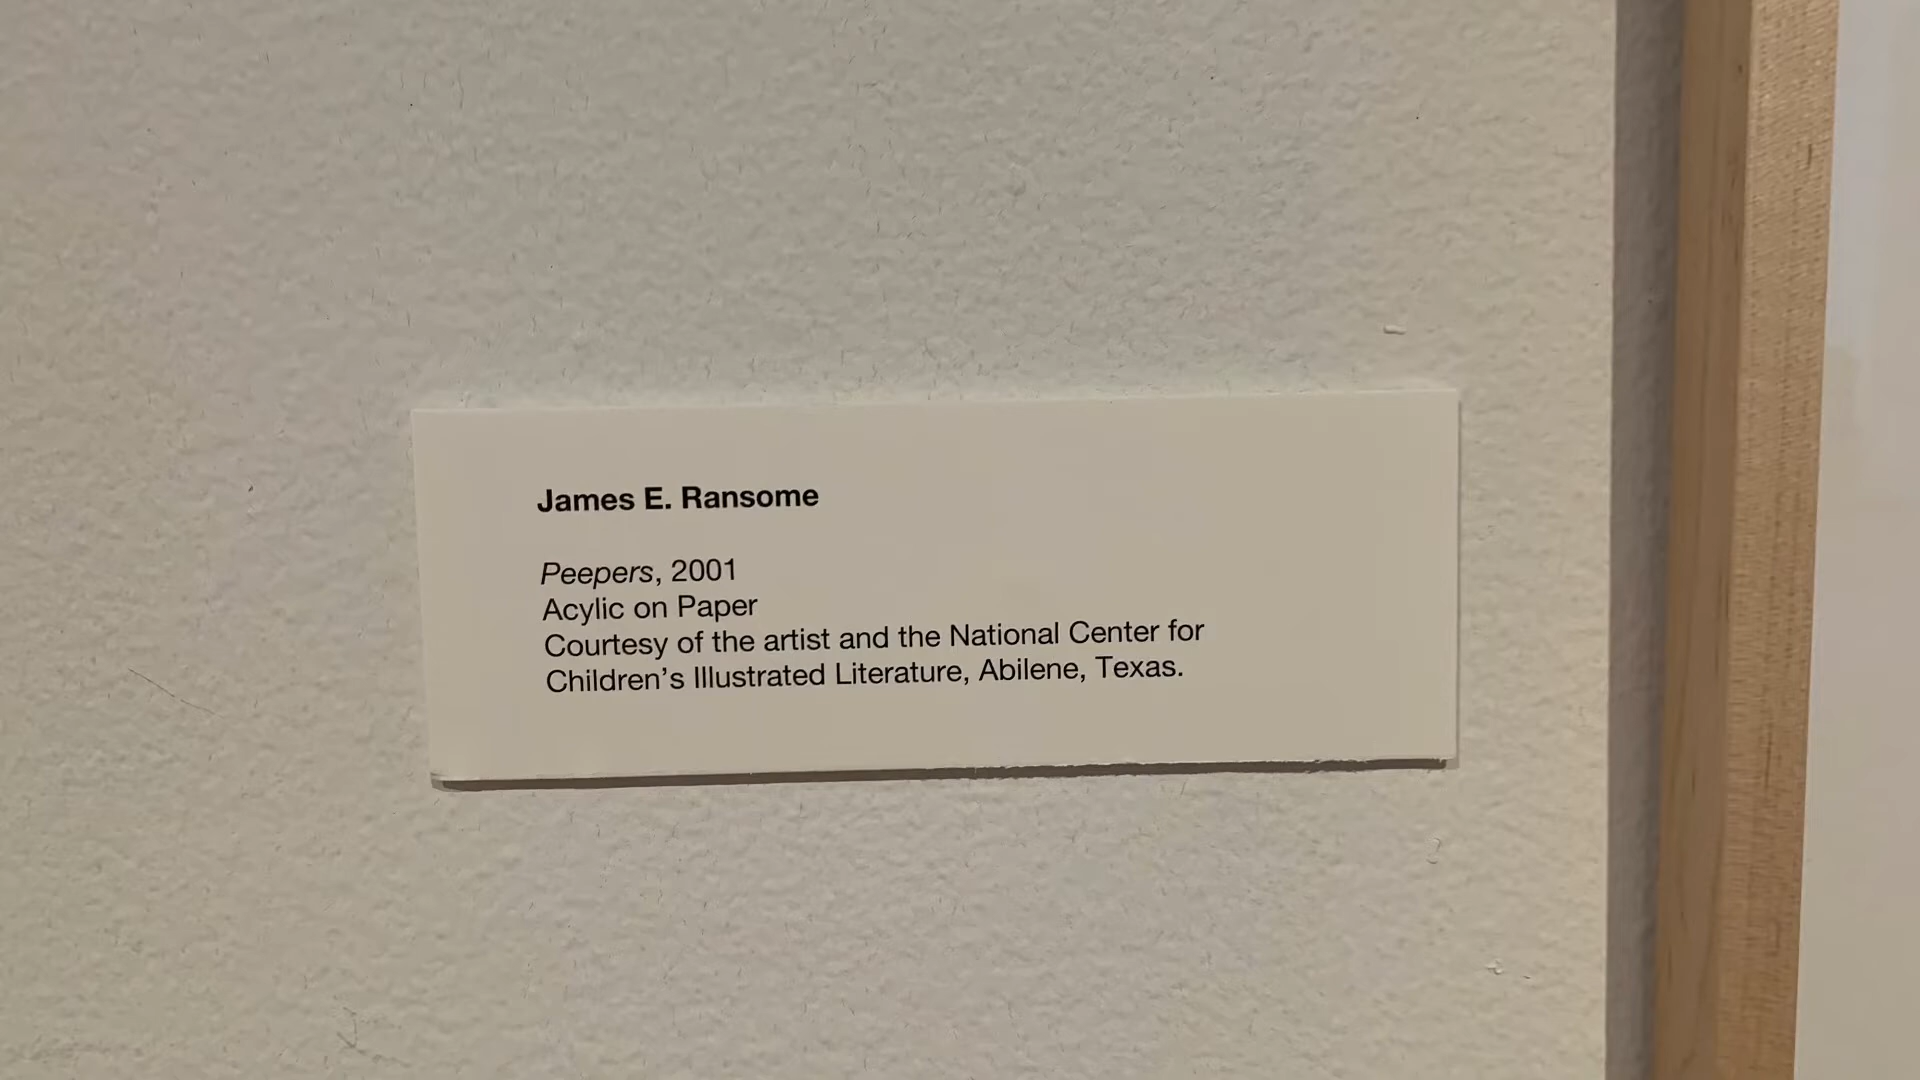 James E. Ransome
Peepers, 2001
Acylic on Paper
Courtesy of the artist and the National Center for
Children’s Illustrated Literature, Abilene, Texas.